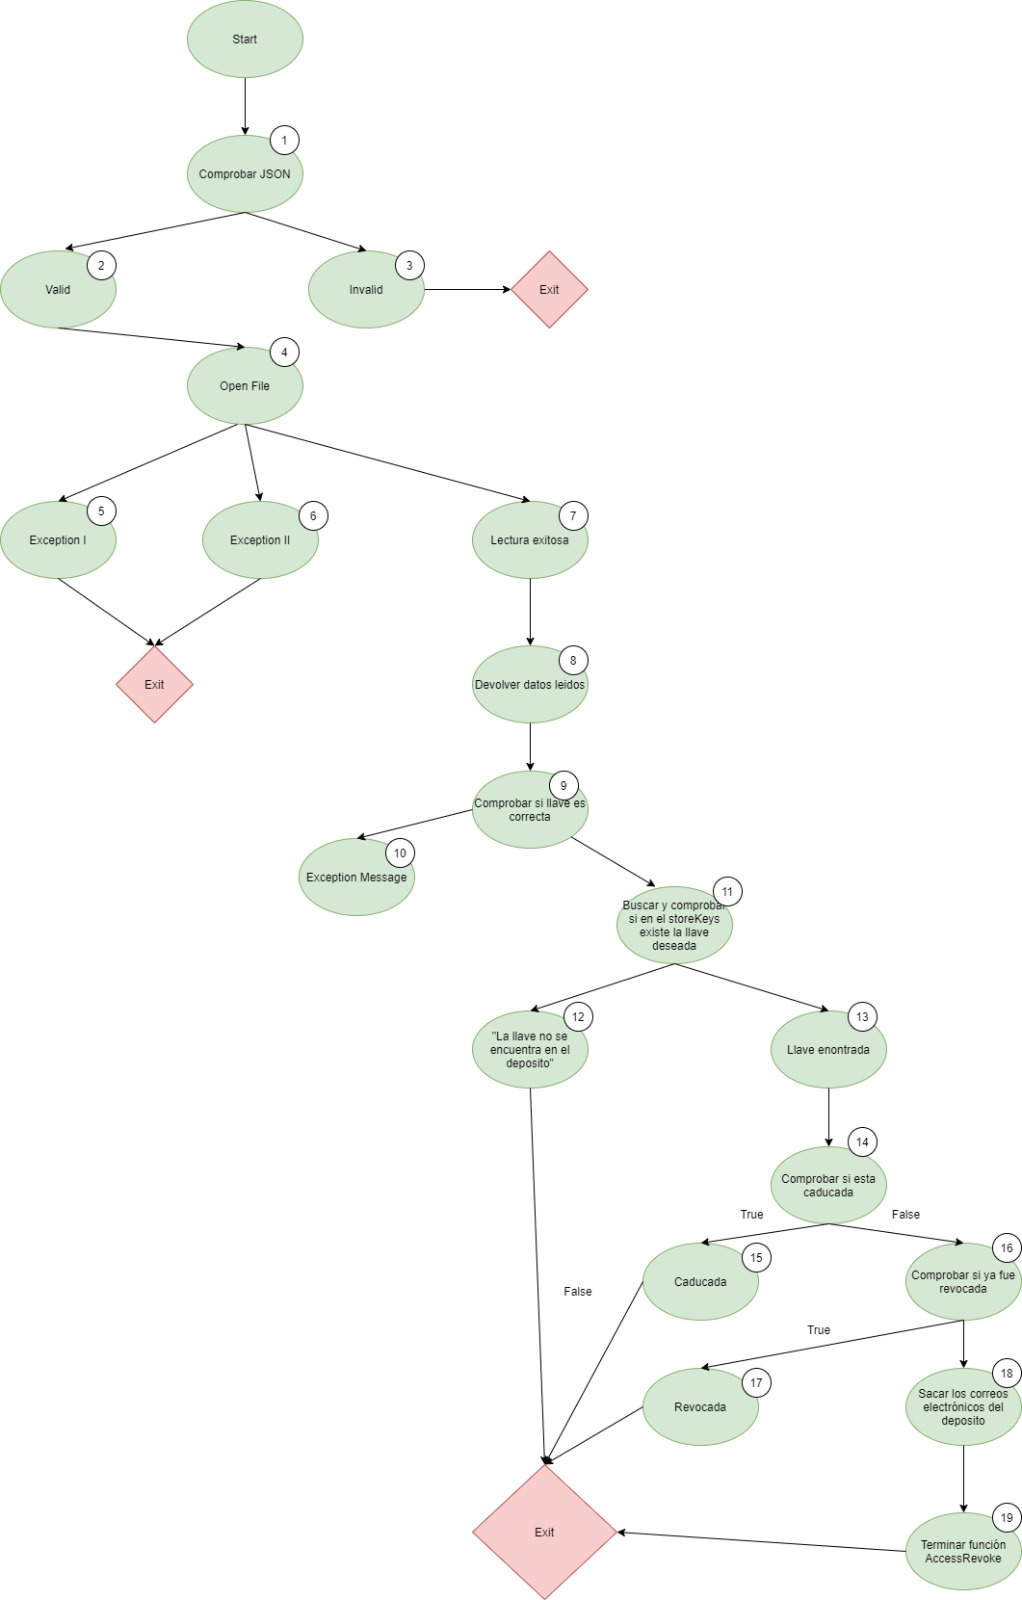 Start
1
Comprobar JSON
2
Valid
3
Invalid
Exit
4
Open File
5
Exception I
6
Exception II
7
Lectura exitosa
Exit
8
Devolver datos leidos
9
Comprobar si llave es
correcta
10
Exception Message
11
Buscar y comprobar
si en el storeKeys
existe la llave
deseada
12
"La llave no se
encuentra en el
deposito"
13
Llave enontrada
14
Comprobar si esta
caducada
True
False
15
Caducada
16
Comprobar si ya fue
revocada
False
True
17
Revocada
18
Sacar los correos
electrónicos del
deposito
Exit
19
Terminar función
AccessRevoke